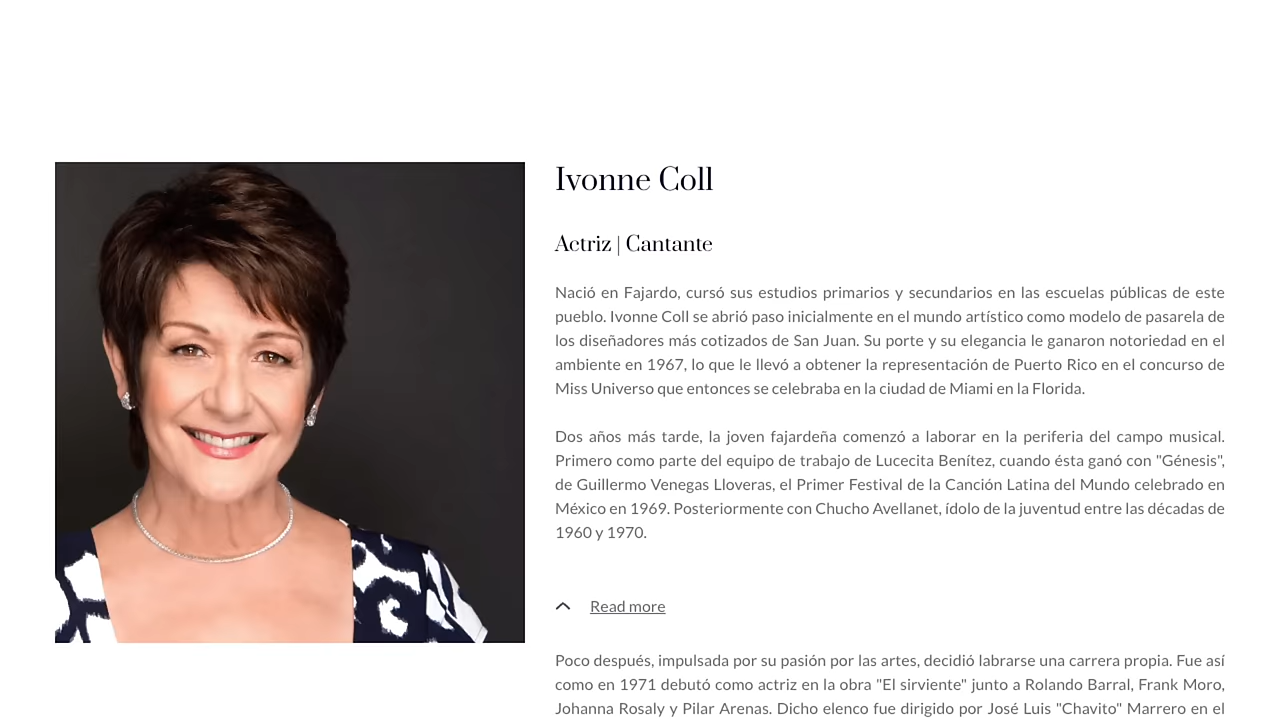 Ivonne Coll
Actriz | Cantante
Nació en Fajardo, cursó sus estudios primarios y secundarios en las escuelas públicas de este
pueblo. Ivonne Coll se abrió paso inicialmente en el mundo artístico como modelo de pasarela de
los diseñadores más cotizados de San Juan. Su porte y su elegancia le ganaron notoriedad en el
ambiente en 1967, lo que le llevó a obtener la representación de Puerto Rico en el concurso de
Miss Universo que entonces se celebraba en la ciudad de Miami en la Florida.
Dos años más tarde, la joven fajardeña comenzó a laborar en la periferia del campo musical.
Primero como parte del equipo de trabajo de Lucecita Benítez, cuando ésta ganó con "Génesis",
de Guillermo Venegas Lloveras, el Primer Festival de la Canción Latina del Mundo celebrado en
México en 1969. Posteriormente con Chucho Avellanet, ídolo de la juventud entre las décadas de
1960 y 1970.
Read more
Poco después, impulsada por su pasión por las artes, decidió labrarse una carrera propia. Fue así
como en 1971 debutó como actriz en la obra "El sirviente" junto a Rolando Barral, Frank Moro,
Johanna Rosaly y Pilar Arenas. Dicho elenco fue dirigido por José Luis "Chavito" Marrero en el